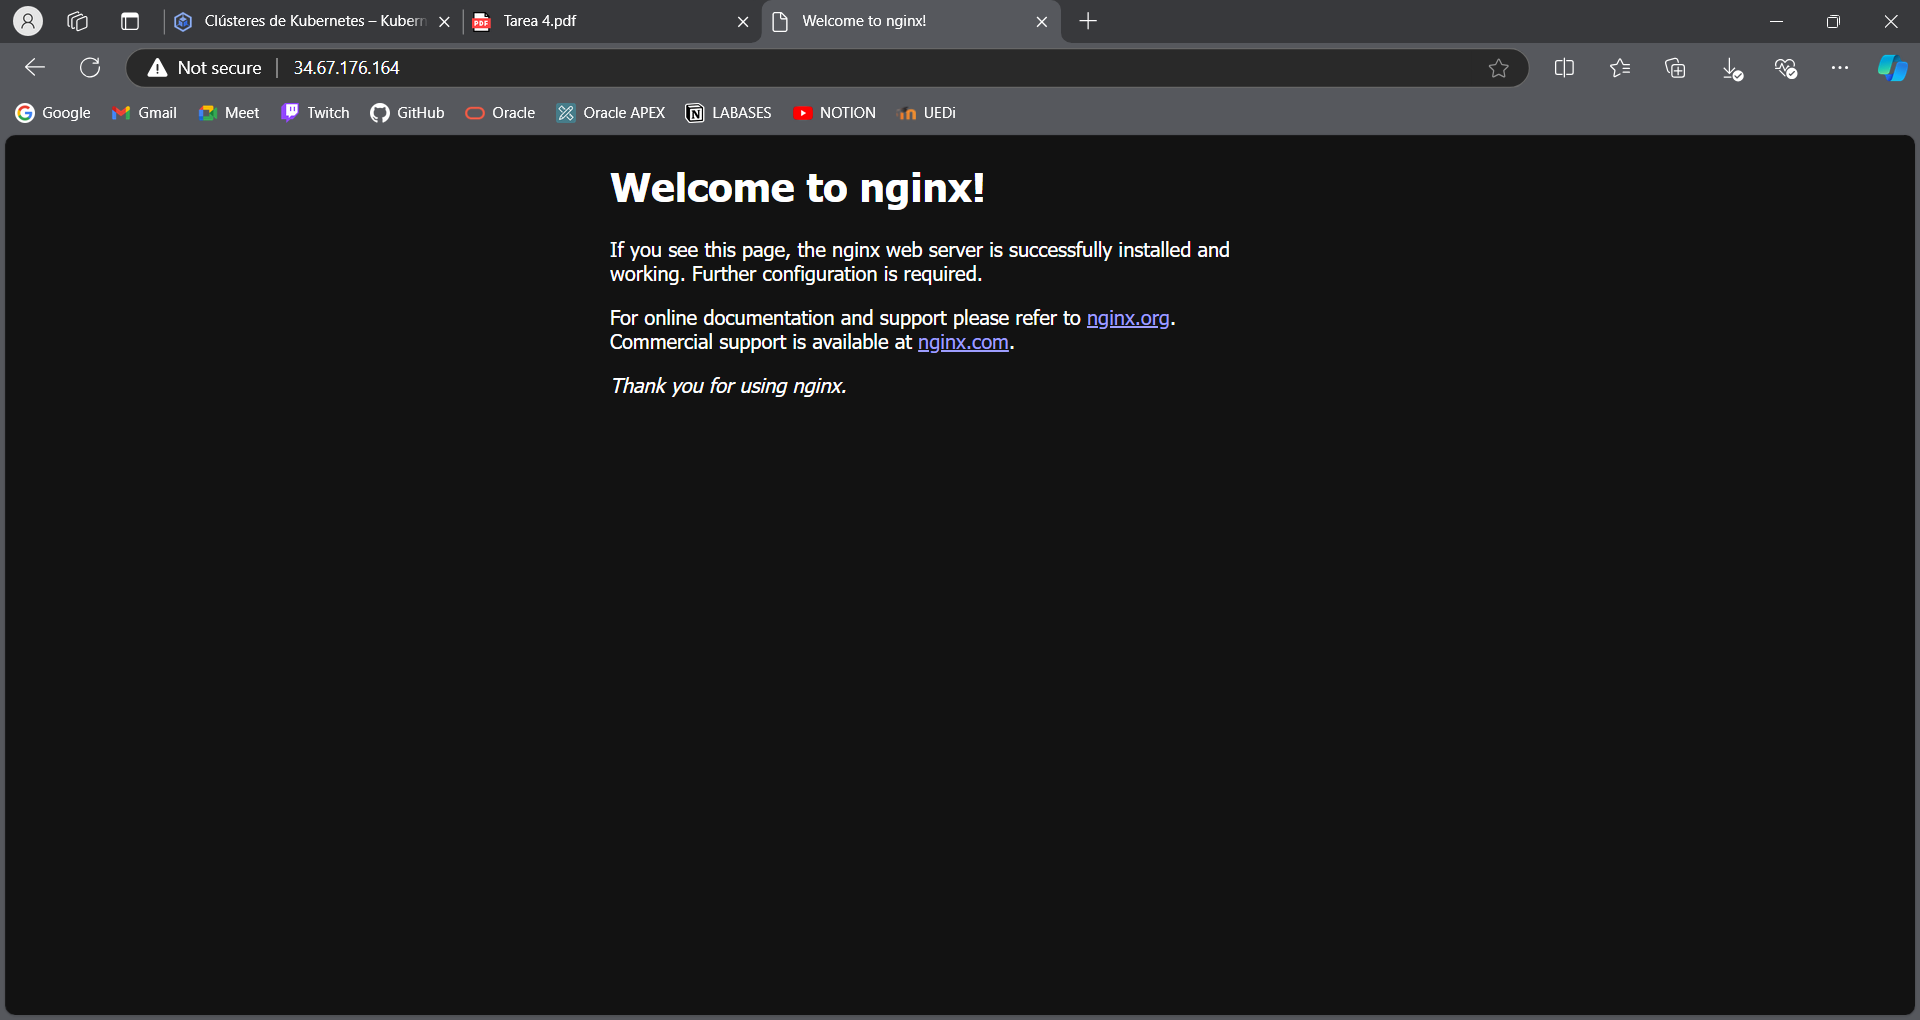 Clústeres de Kubernetes – Kubern
Tarea 4.pdf
Welcome to nginx!
Not secure
34.67.176.164
Google
Gmail
Meet
Twitch
GitHub
Oracle
Oracle APEX
LABASES
NOTION
UEDi
Welcome to nginx!
If you see this page, the nginx web server is successfully installed and
working. Further configuration is required.
For online documentation and support please refer to nginx.org.
Commercial support is available at nginx.com.
Thank you for using nginx.